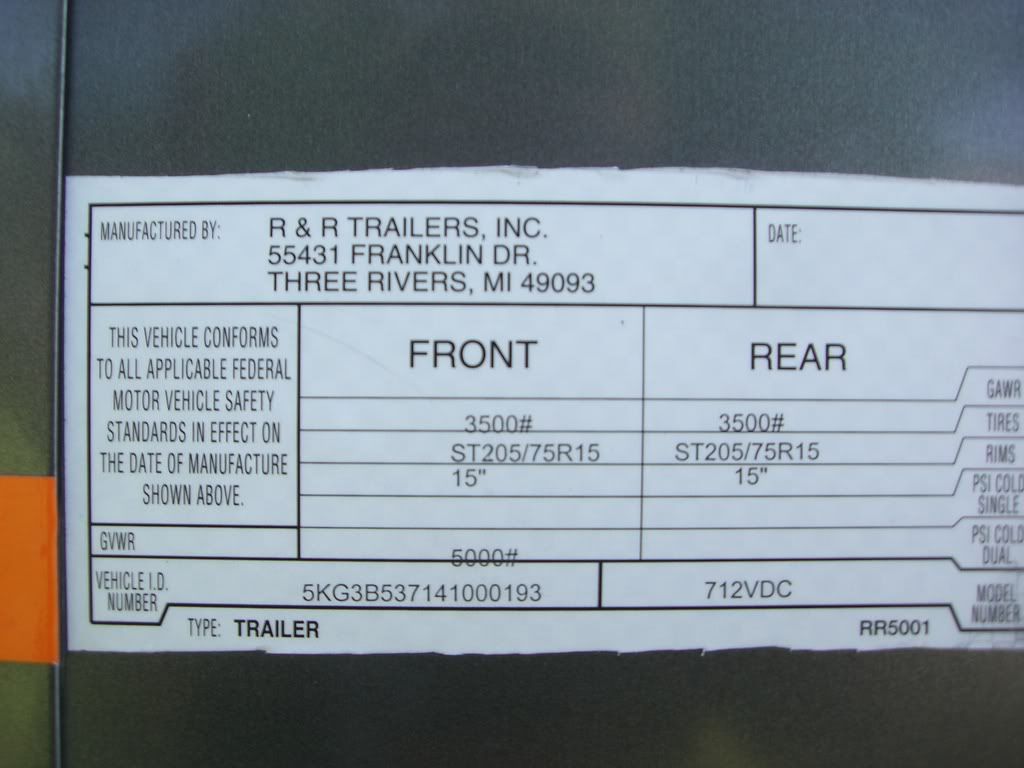 MANUFACTURED BY: R & R TRAILERS, INC.
55431 FRANKLIN DR.
THREE RIVERS, MI 49093
DATE:
THIS VEHICLE CONFORMS
TO ALL APPLICABLE FEDERAL
MOTOR VEHICLE SAFETY
STANDARDS IN EFFECT ON
THE DATE OF MANUFACTURE
SHOWN ABOVE.
FRONT REAR
GAWR
3500# 3500# TIRES
ST205/75R15 ST205/75R15 RIMS
15" 15" PSI COLD
SINGLE
PSI COLD
DUAL
GVWR 5000#
VEHICLE I.D.
NUMBER 5KG3B537141000193 712VDC MODEL
NUMBER
TYPE: TRAILER RR5001